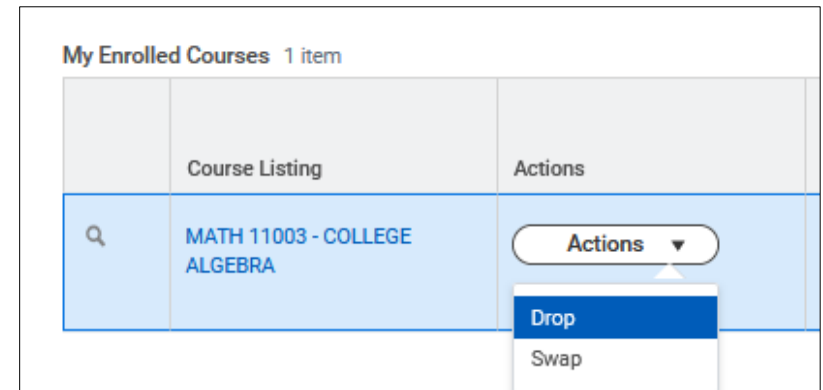 My Enrolled Courses 1 item
Course Listing Actions
MATH 11003 - COLLEGE
ALGEBRA
Actions
Drop
Swap